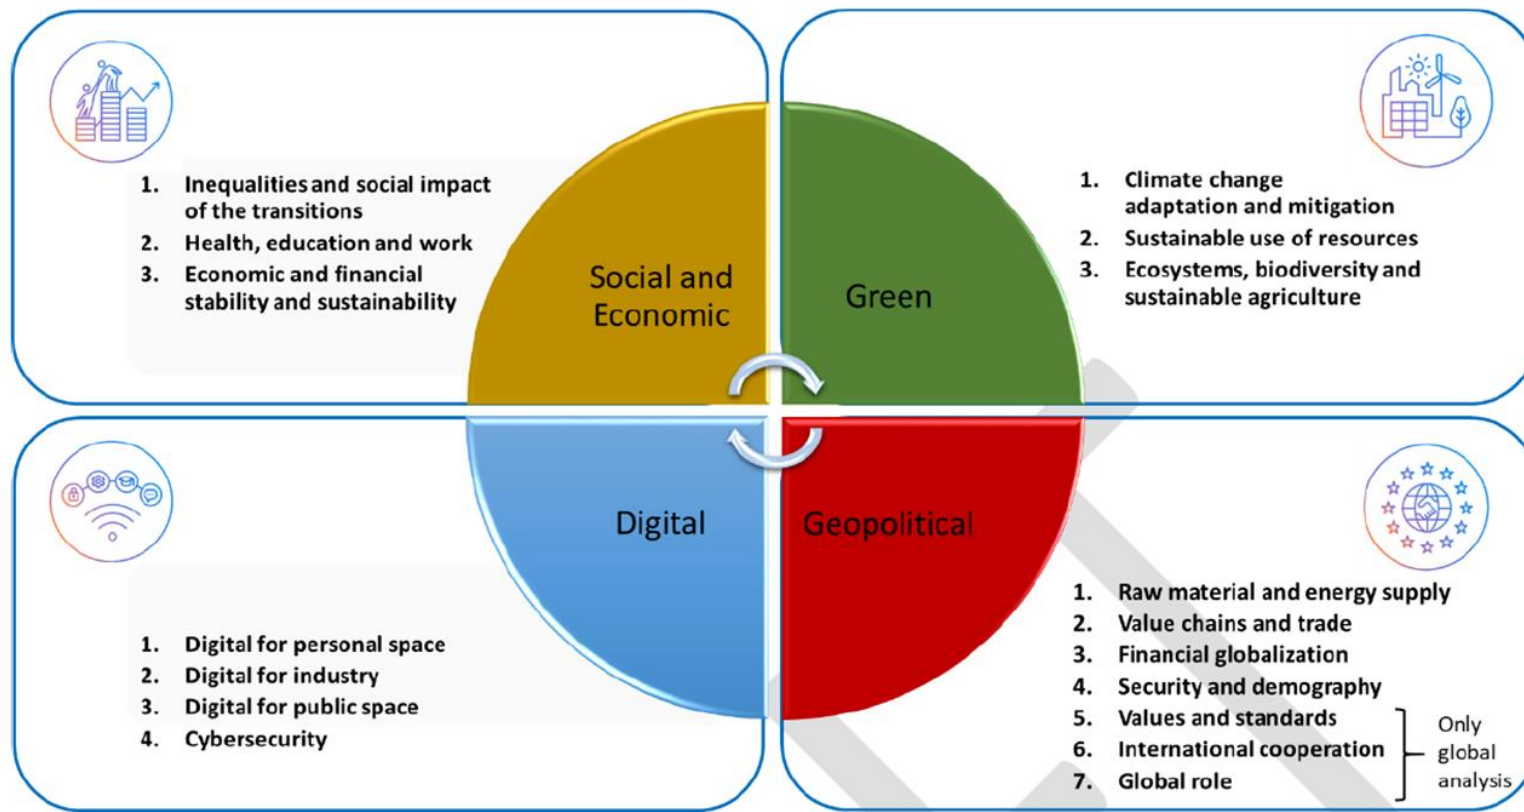 1. Inequalities and social impact
of the transitions
2. Health, education and work
3. Economic and financial
stability and sustainability
Social and
Economic
Green
1. Climate change
adaptation and mitigation
2. Sustainable use of resources
3. Ecosystems, biodiversity and
sustainable agriculture
Digital
1. Digital for personal space
2. Digital for industry
3. Digital for public space
4. Cybersecurity
Geopolitical
1. Raw material and energy supply
2. Value chains and trade
3. Financial globalization
4. Security and demography
5. Values and standards
6. International cooperation
7. Global role
Only
global
analysis